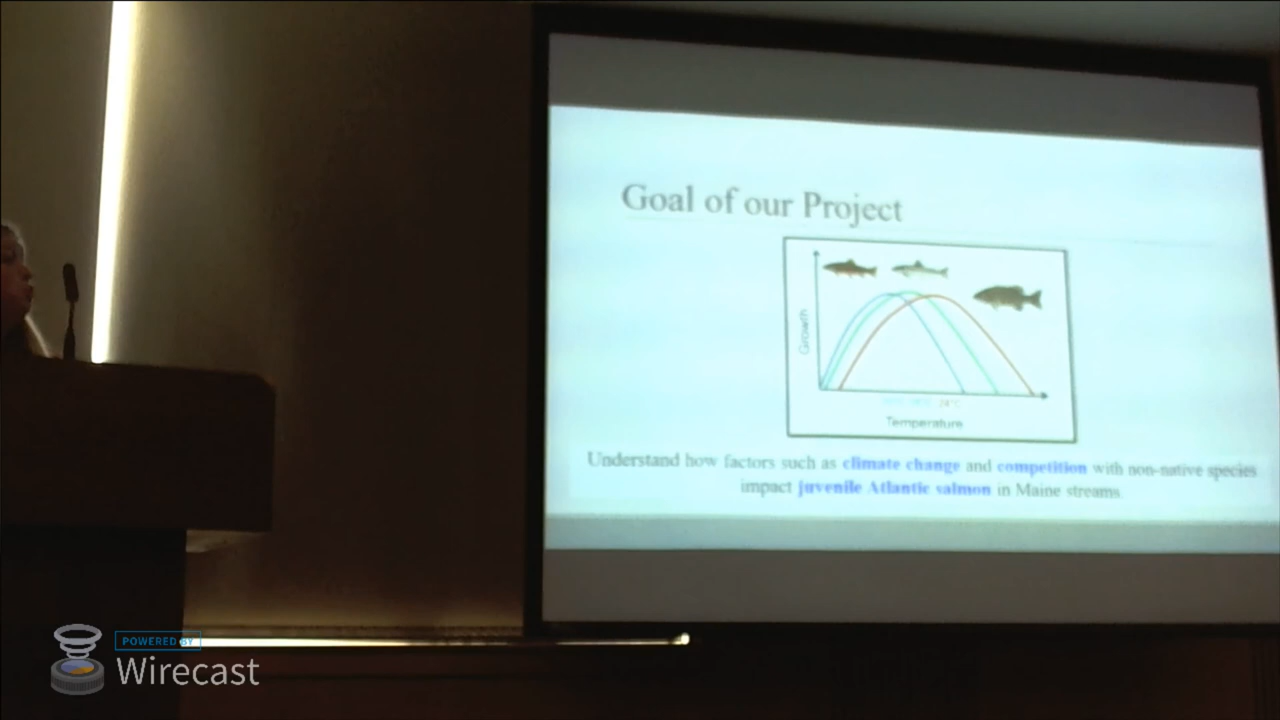 Goal of our Project
Growth
24°C
Temperature
Understand how factors such as climate change and competition with non-native species
impact juvenile Atlantic salmon in Maine streams.
POWERED BY
Wirecast